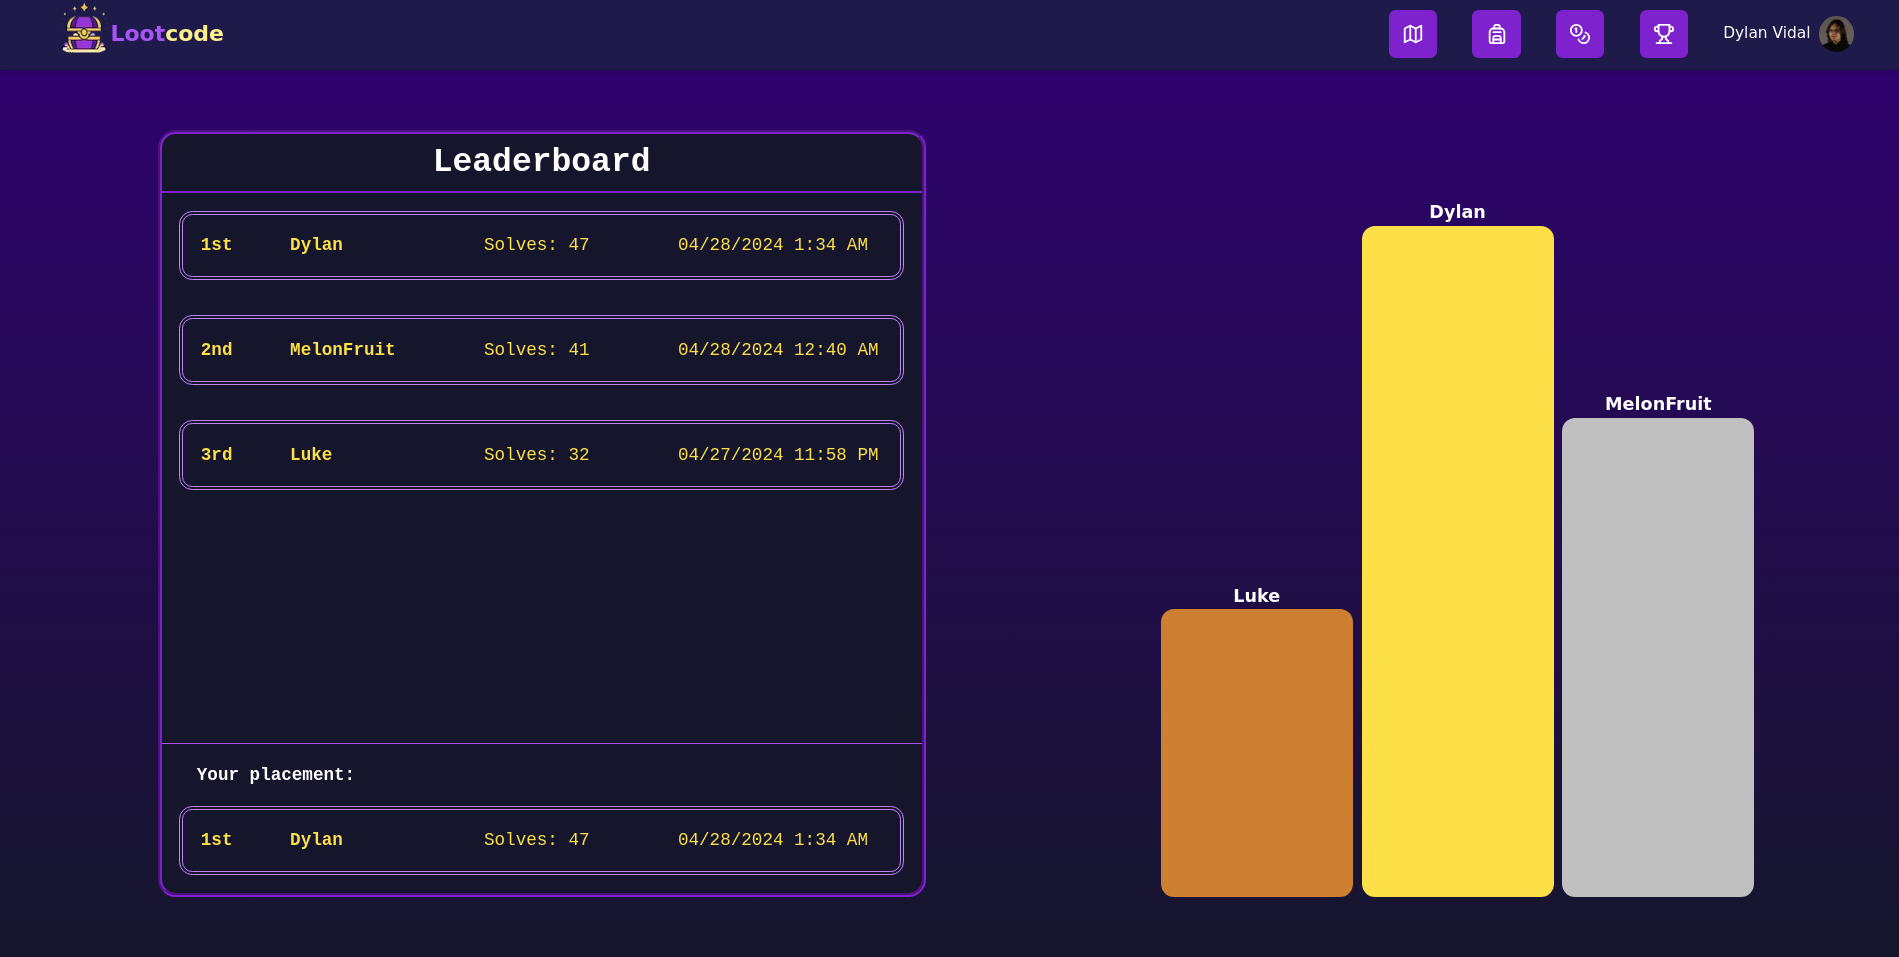 Lootcode
Dylan Vidal
Leaderboard
1st Dylan Solves: 47 04/28/2024 1:34 AM
2nd MelonFruit Solves: 41 04/28/2024 12:40 AM
3rd Luke Solves: 32 04/27/2024 11:58 PM
Your placement:
1st Dylan Solves: 47 04/28/2024 1:34 AM
Dylan
MelonFruit
Luke